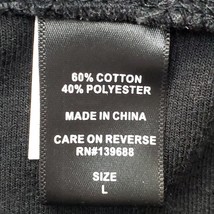 60% COTTON
40% POLYESTER
MADE IN CHINA
CARE ON REVERSE
RN#139688
SIZE
L